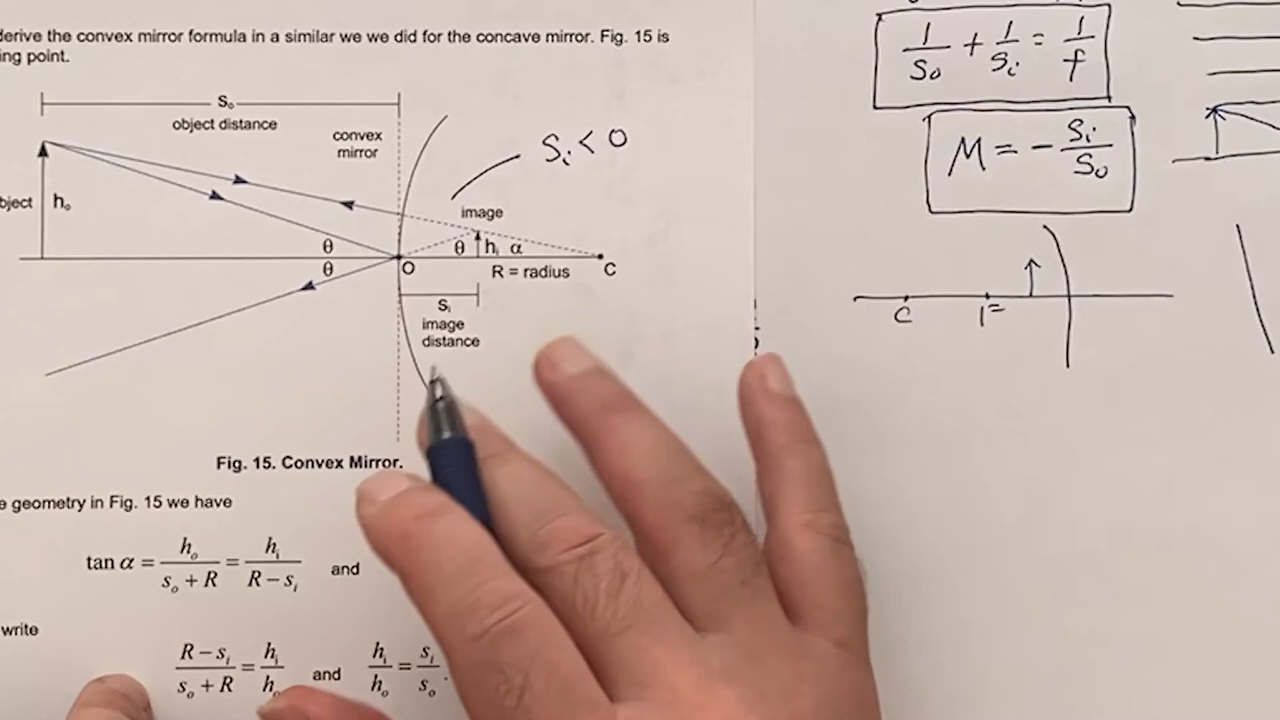 derive the convex mirror formula in a similar we we did for the concave mirror. Fig. 15 is
ing point.
sₒ
object distance
convex
mirror
bject
hₒ
θ
θ
O
image
θ
hᵢ
α
R = radius
C
sᵢ
image
distance
Fig. 15. Convex Mirror.
e geometry in Fig. 15 we have
tan α = hₒ / (sₒ + R) = hᵢ / (R − sᵢ) and
write
(R − sᵢ) / (sₒ + R) = hᵢ / hₒ and hᵢ / hₒ = sᵢ / sₒ .
Sᵢ < 0
1/Sₒ + 1/Sᵢ = 1/f
M = − Sᵢ/Sₒ
C
F